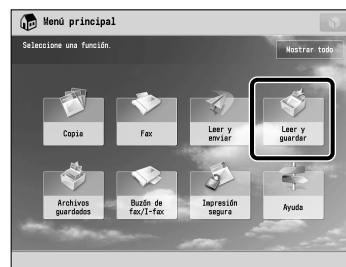 Menú principal
Seleccione una función.
Mostrar todo
Copia
Fax
Leer y
enviar
Leer y
guardar
Archivos
guardados
Buzón de
fax/I-fax
Impresión
segura
Ayuda